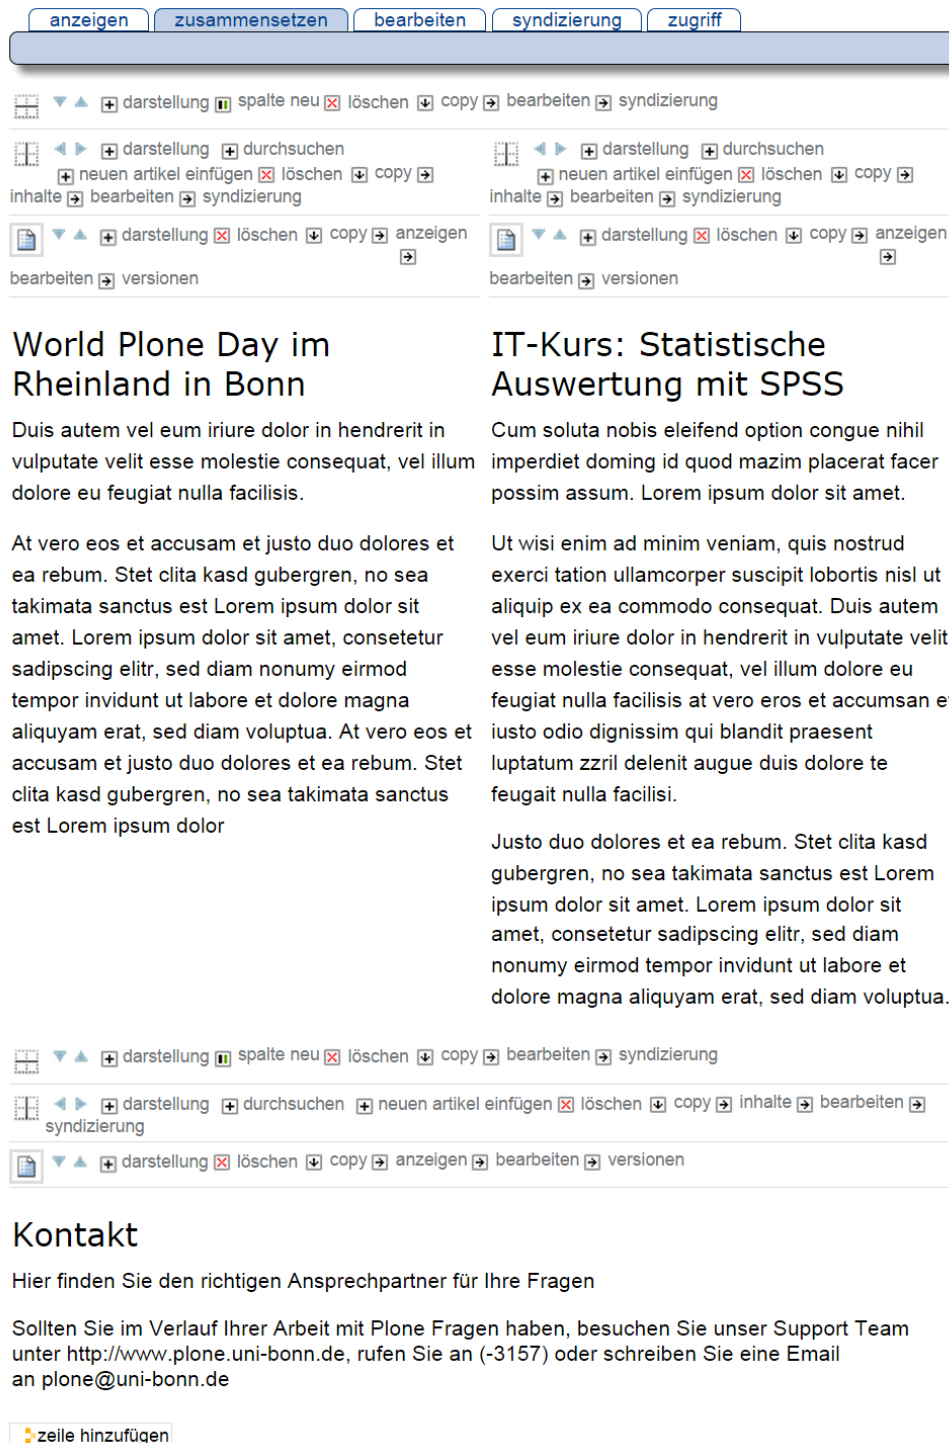 anzeigen zusammensetzen bearbeiten syndizierung zugriff
darstellung spalte neu löschen copy bearbeiten syndizierung
darstellung durchsuchen
neuen artikel einfügen löschen copy
inhalte bearbeiten syndizierung
darstellung löschen copy anzeigen
bearbeiten versionen
World Plone Day im
Rheinland in Bonn
Duis autem vel eum iriure dolor in hendrerit in
vulputate velit esse molestie consequat, vel illum
dolore eu feugiat nulla facilisis.
At vero eos et accusam et justo duo dolores et
ea rebum. Stet clita kasd gubergren, no sea
takimata sanctus est Lorem ipsum dolor sit
amet. Lorem ipsum dolor sit amet, consetetur
sadipscing elitr, sed diam nonumy eirmod
tempor invidunt ut labore et dolore magna
aliquyam erat, sed diam voluptua. At vero eos et
accusam et justo duo dolores et ea rebum. Stet
clita kasd gubergren, no sea takimata sanctus
est Lorem ipsum dolor
darstellung durchsuchen
neuen artikel einfügen löschen copy
inhalte bearbeiten syndizierung
darstellung löschen copy anzeigen
bearbeiten versionen
IT-Kurs: Statistische
Auswertung mit SPSS
Cum soluta nobis eleifend option congue nihil
imperdiet doming id quod mazim placerat facer
possim assum. Lorem ipsum dolor sit amet.
Ut wisi enim ad minim veniam, quis nostrud
exerci tation ullamcorper suscipit lobortis nisl ut
aliquip ex ea commodo consequat. Duis autem
vel eum iriure dolor in hendrerit in vulputate velit
esse molestie consequat, vel illum dolore eu
feugiat nulla facilisis at vero eros et accumsan et
iusto odio dignissim qui blandit praesent
luptatum zzril delenit augue duis dolore te
feugait nulla facilisi.
Justo duo dolores et ea rebum. Stet clita kasd
gubergren, no sea takimata sanctus est Lorem
ipsum dolor sit amet. Lorem ipsum dolor sit
amet, consetetur sadipscing elitr, sed diam
nonumy eirmod tempor invidunt ut labore et
dolore magna aliquyam erat, sed diam voluptua.
darstellung spalte neu löschen copy bearbeiten syndizierung
darstellung durchsuchen neuen artikel einfügen löschen copy inhalte bearbeiten
syndizierung
darstellung löschen copy anzeigen bearbeiten versionen
Kontakt
Hier finden Sie den richtigen Ansprechpartner für Ihre Fragen
Sollten Sie im Verlauf Ihrer Arbeit mit Plone Fragen haben, besuchen Sie unser Support Team
unter http://www.plone.uni-bonn.de, rufen Sie an (-3157) oder schreiben Sie eine Email
an plone@uni-bonn.de
zeile hinzufügen